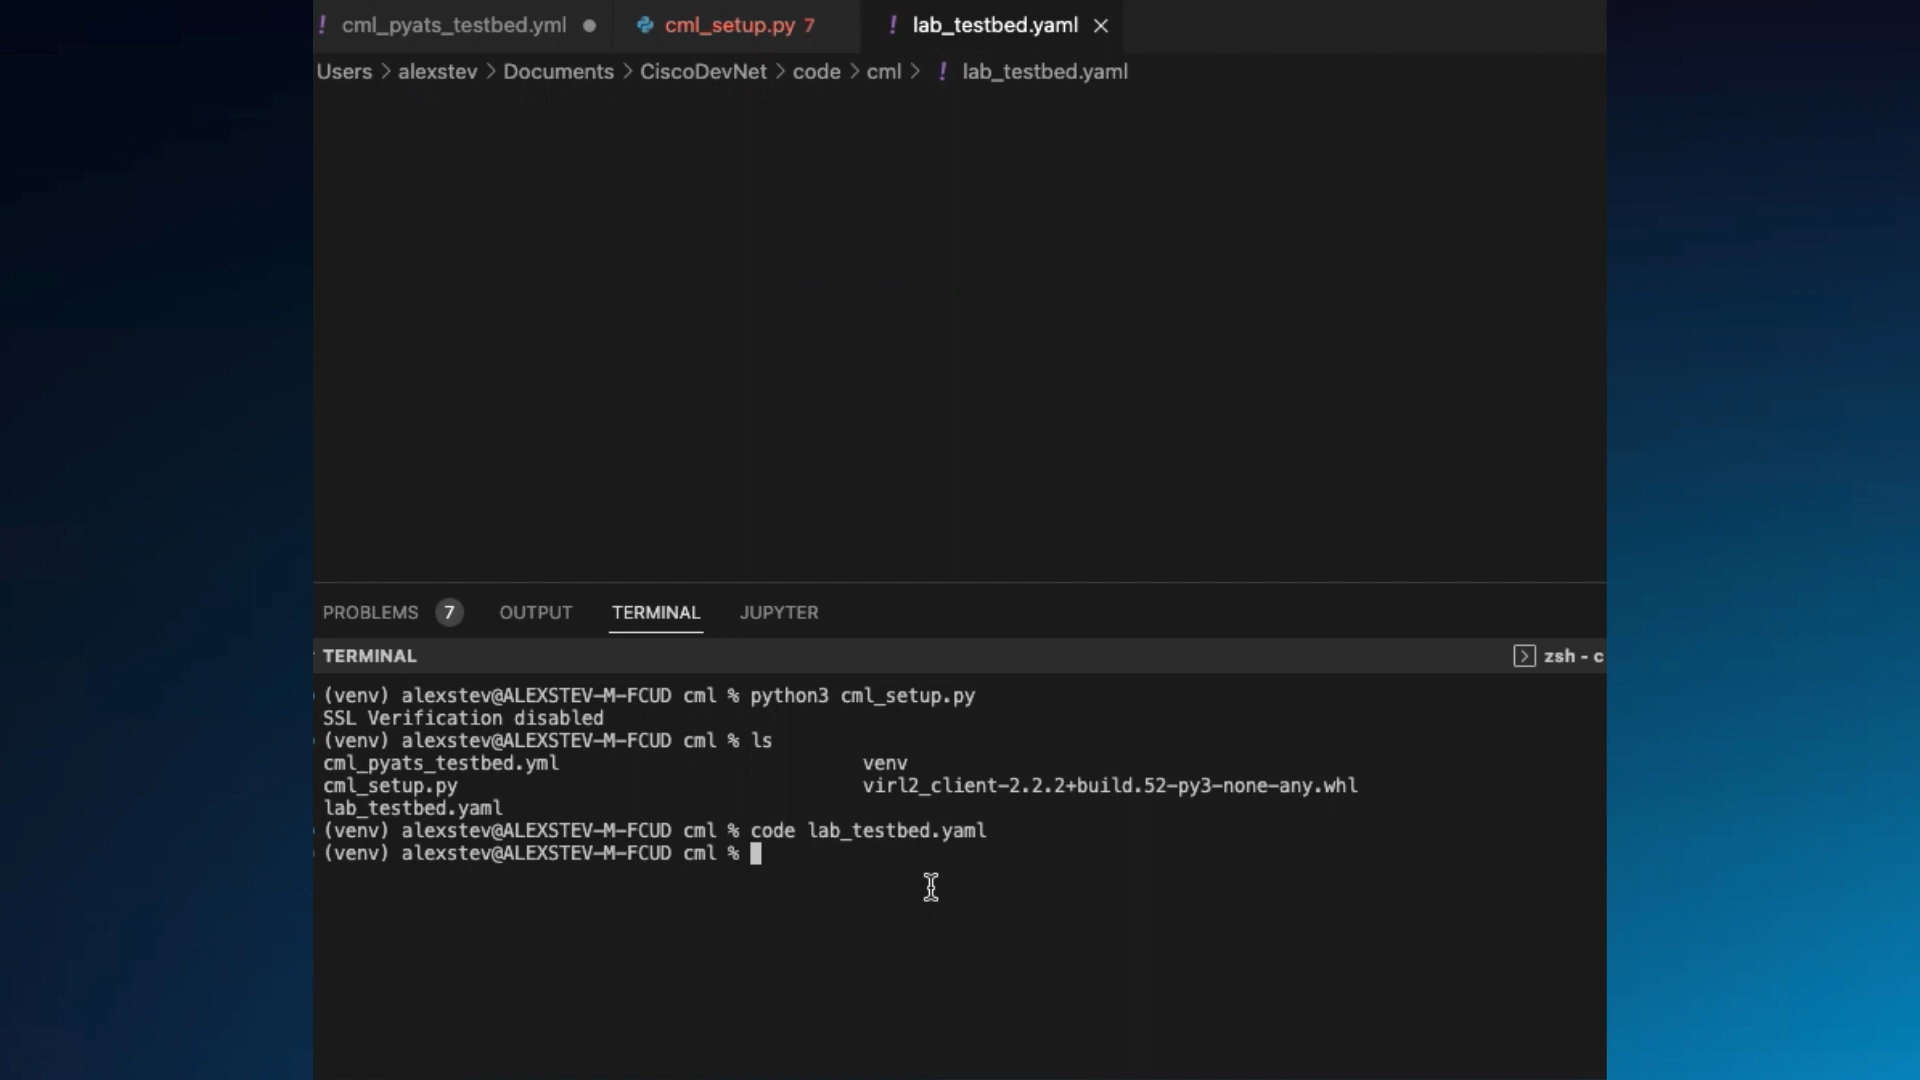 ! cml_pyats_testbed.yml ● cml_setup.py 7 ! lab_testbed.yaml ×
Users > alexstev > Documents > CiscoDevNet > code > cml > ! lab_testbed.yaml
PROBLEMS 7 OUTPUT TERMINAL JUPYTER
TERMINAL zsh - c
(venv) alexstev@ALEXSTEV-M-FCUD cml % python3 cml_setup.py
SSL Verification disabled
(venv) alexstev@ALEXSTEV-M-FCUD cml % ls
cml_pyats_testbed.yml venv
cml_setup.py virl2_client-2.2.2+build.52-py3-none-any.whl
lab_testbed.yaml
(venv) alexstev@ALEXSTEV-M-FCUD cml % code lab_testbed.yaml
(venv) alexstev@ALEXSTEV-M-FCUD cml %